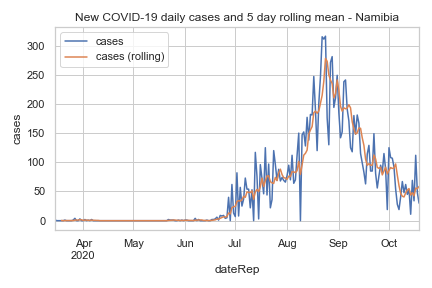 New COVID-19 daily cases and 5 day rolling mean - Namibia
cases
cases (rolling)
300
250
200
150
100
50
0
cases
Apr May Jun Jul Aug Sep Oct
2020
dateRep